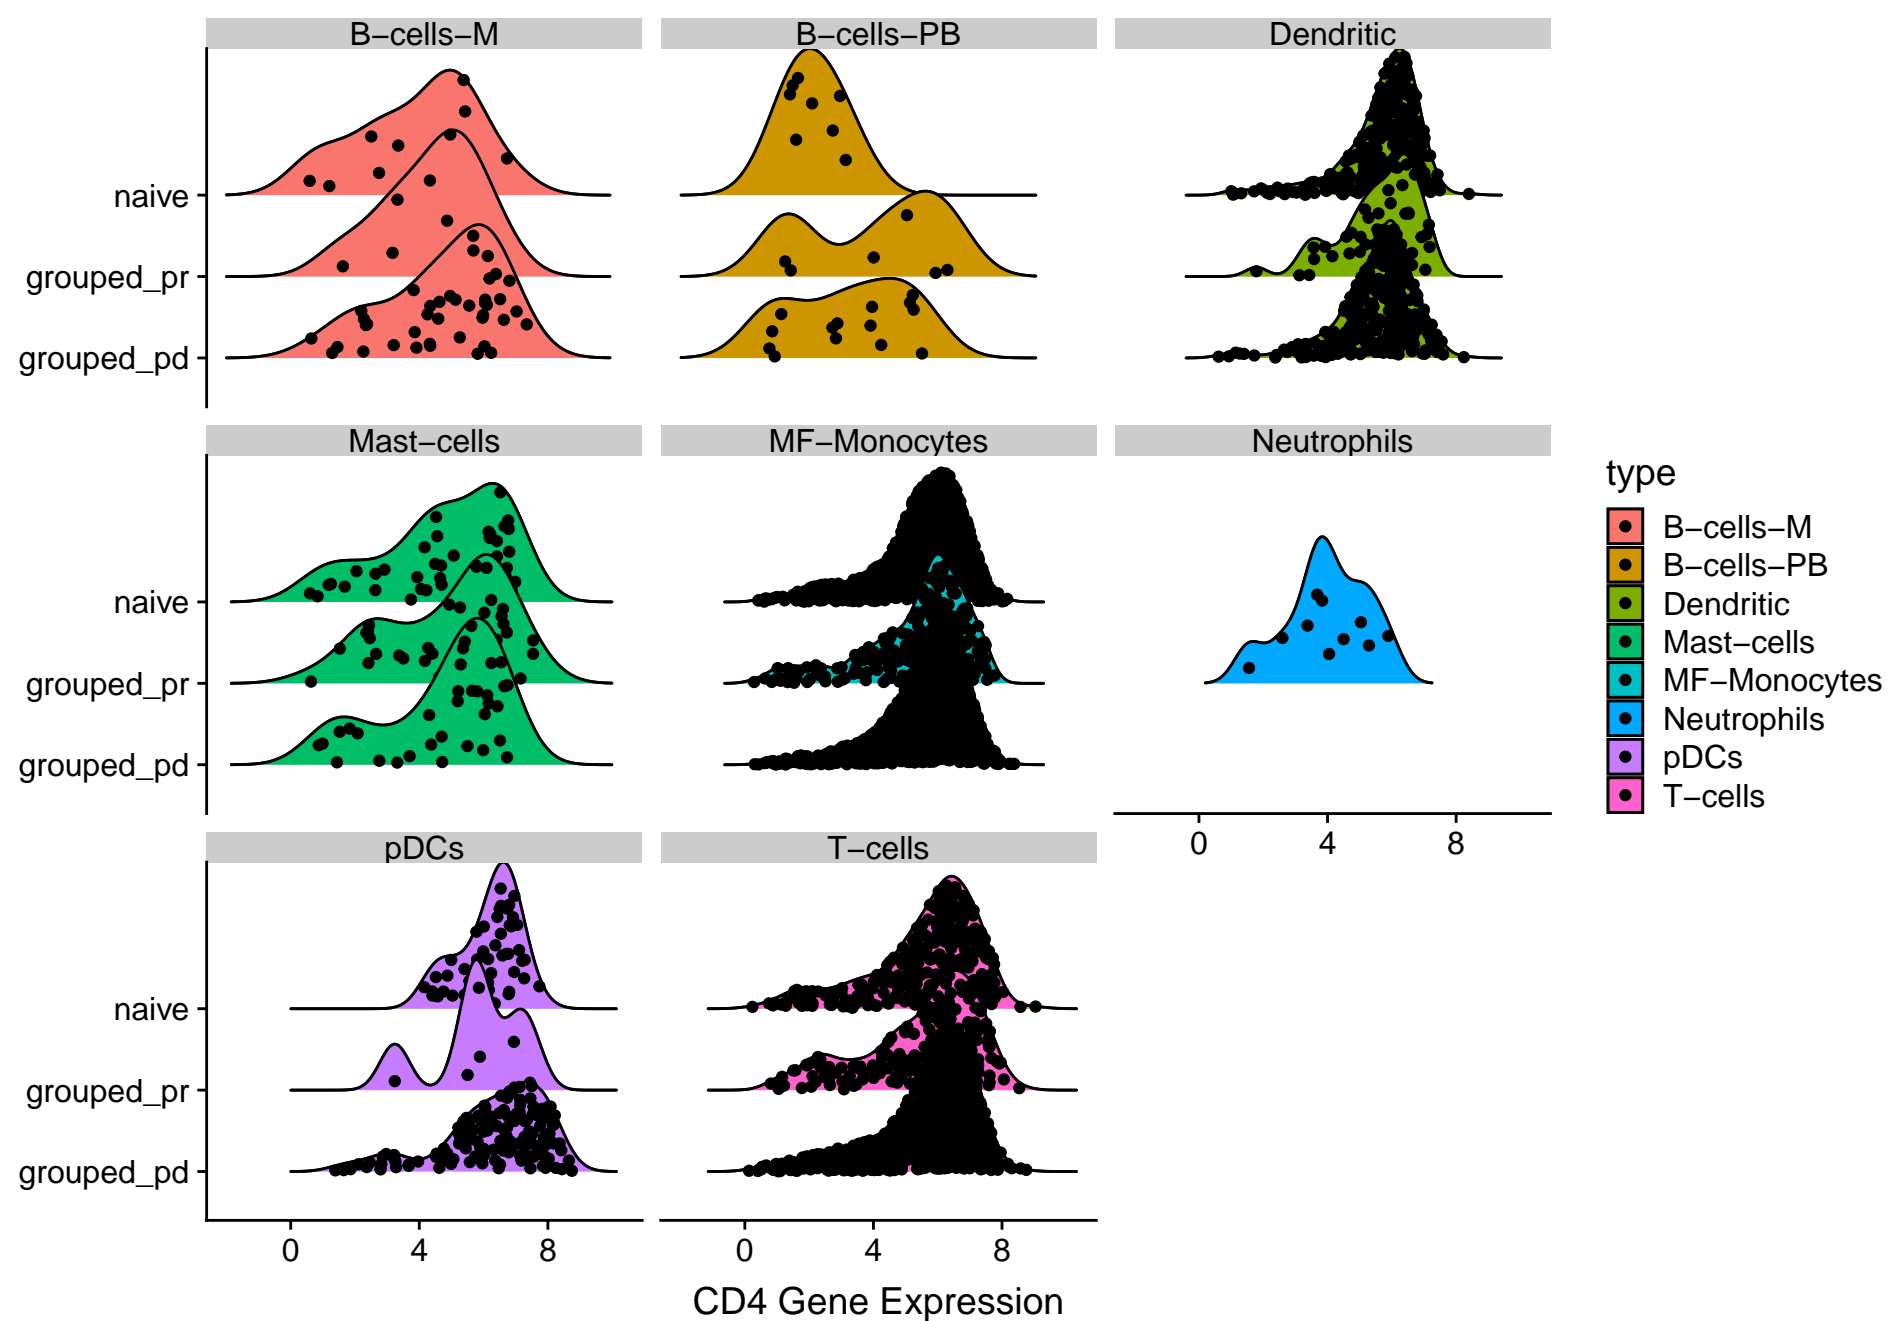 B−cells−M
B−cells−PB
Dendritic
naive
grouped_pr
grouped_pd
Mast−cells
MF−Monocytes
Neutrophils
naive
grouped_pr
grouped_pd
0 4 8
pDCs
T−cells
naive
grouped_pr
grouped_pd
0 4 8
0 4 8
CD4 Gene Expression
type
B−cells−M
B−cells−PB
Dendritic
Mast−cells
MF−Monocytes
Neutrophils
pDCs
T−cells